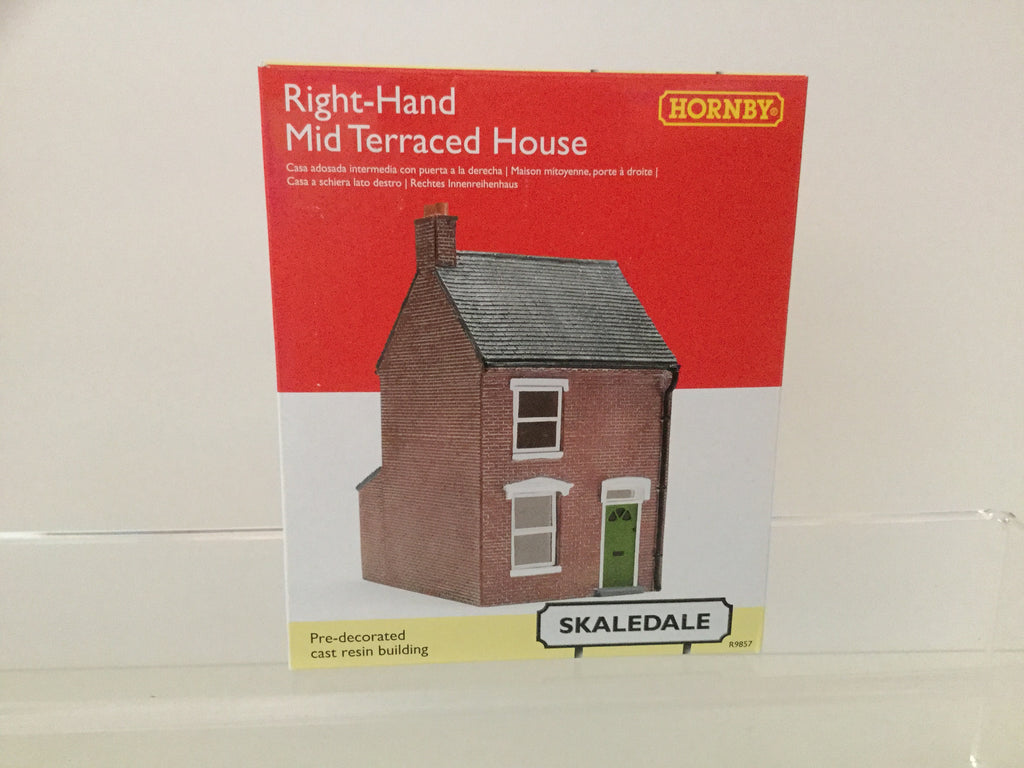 Right-Hand
Mid Terraced House
HORNBY®
Casa adosada intermedia con puerta a la derecha | Maison mitoyenne, porte à droite |
Casa a schiera lato destro | Rechtes Innenreihenhaus
Pre-decorated
cast resin building
SKALEDALE
R9857